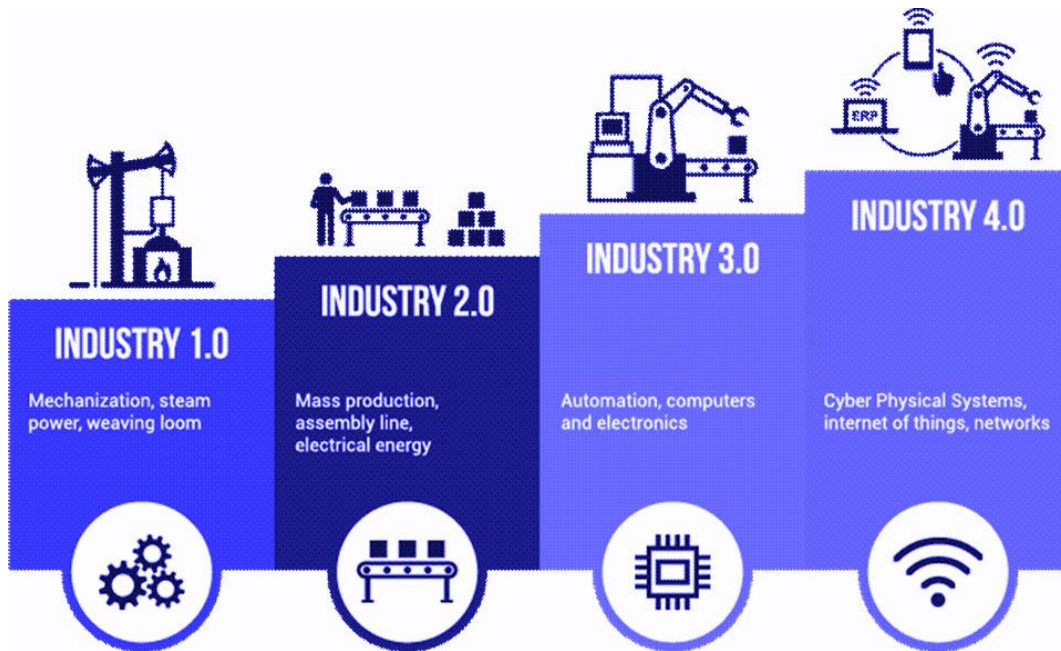 ERP
INDUSTRY 1.0
Mechanization, steam
power, weaving loom
INDUSTRY 2.0
Mass production,
assembly line,
electrical energy
INDUSTRY 3.0
Automation, computers
and electronics
INDUSTRY 4.0
Cyber Physical Systems,
internet of things, networks